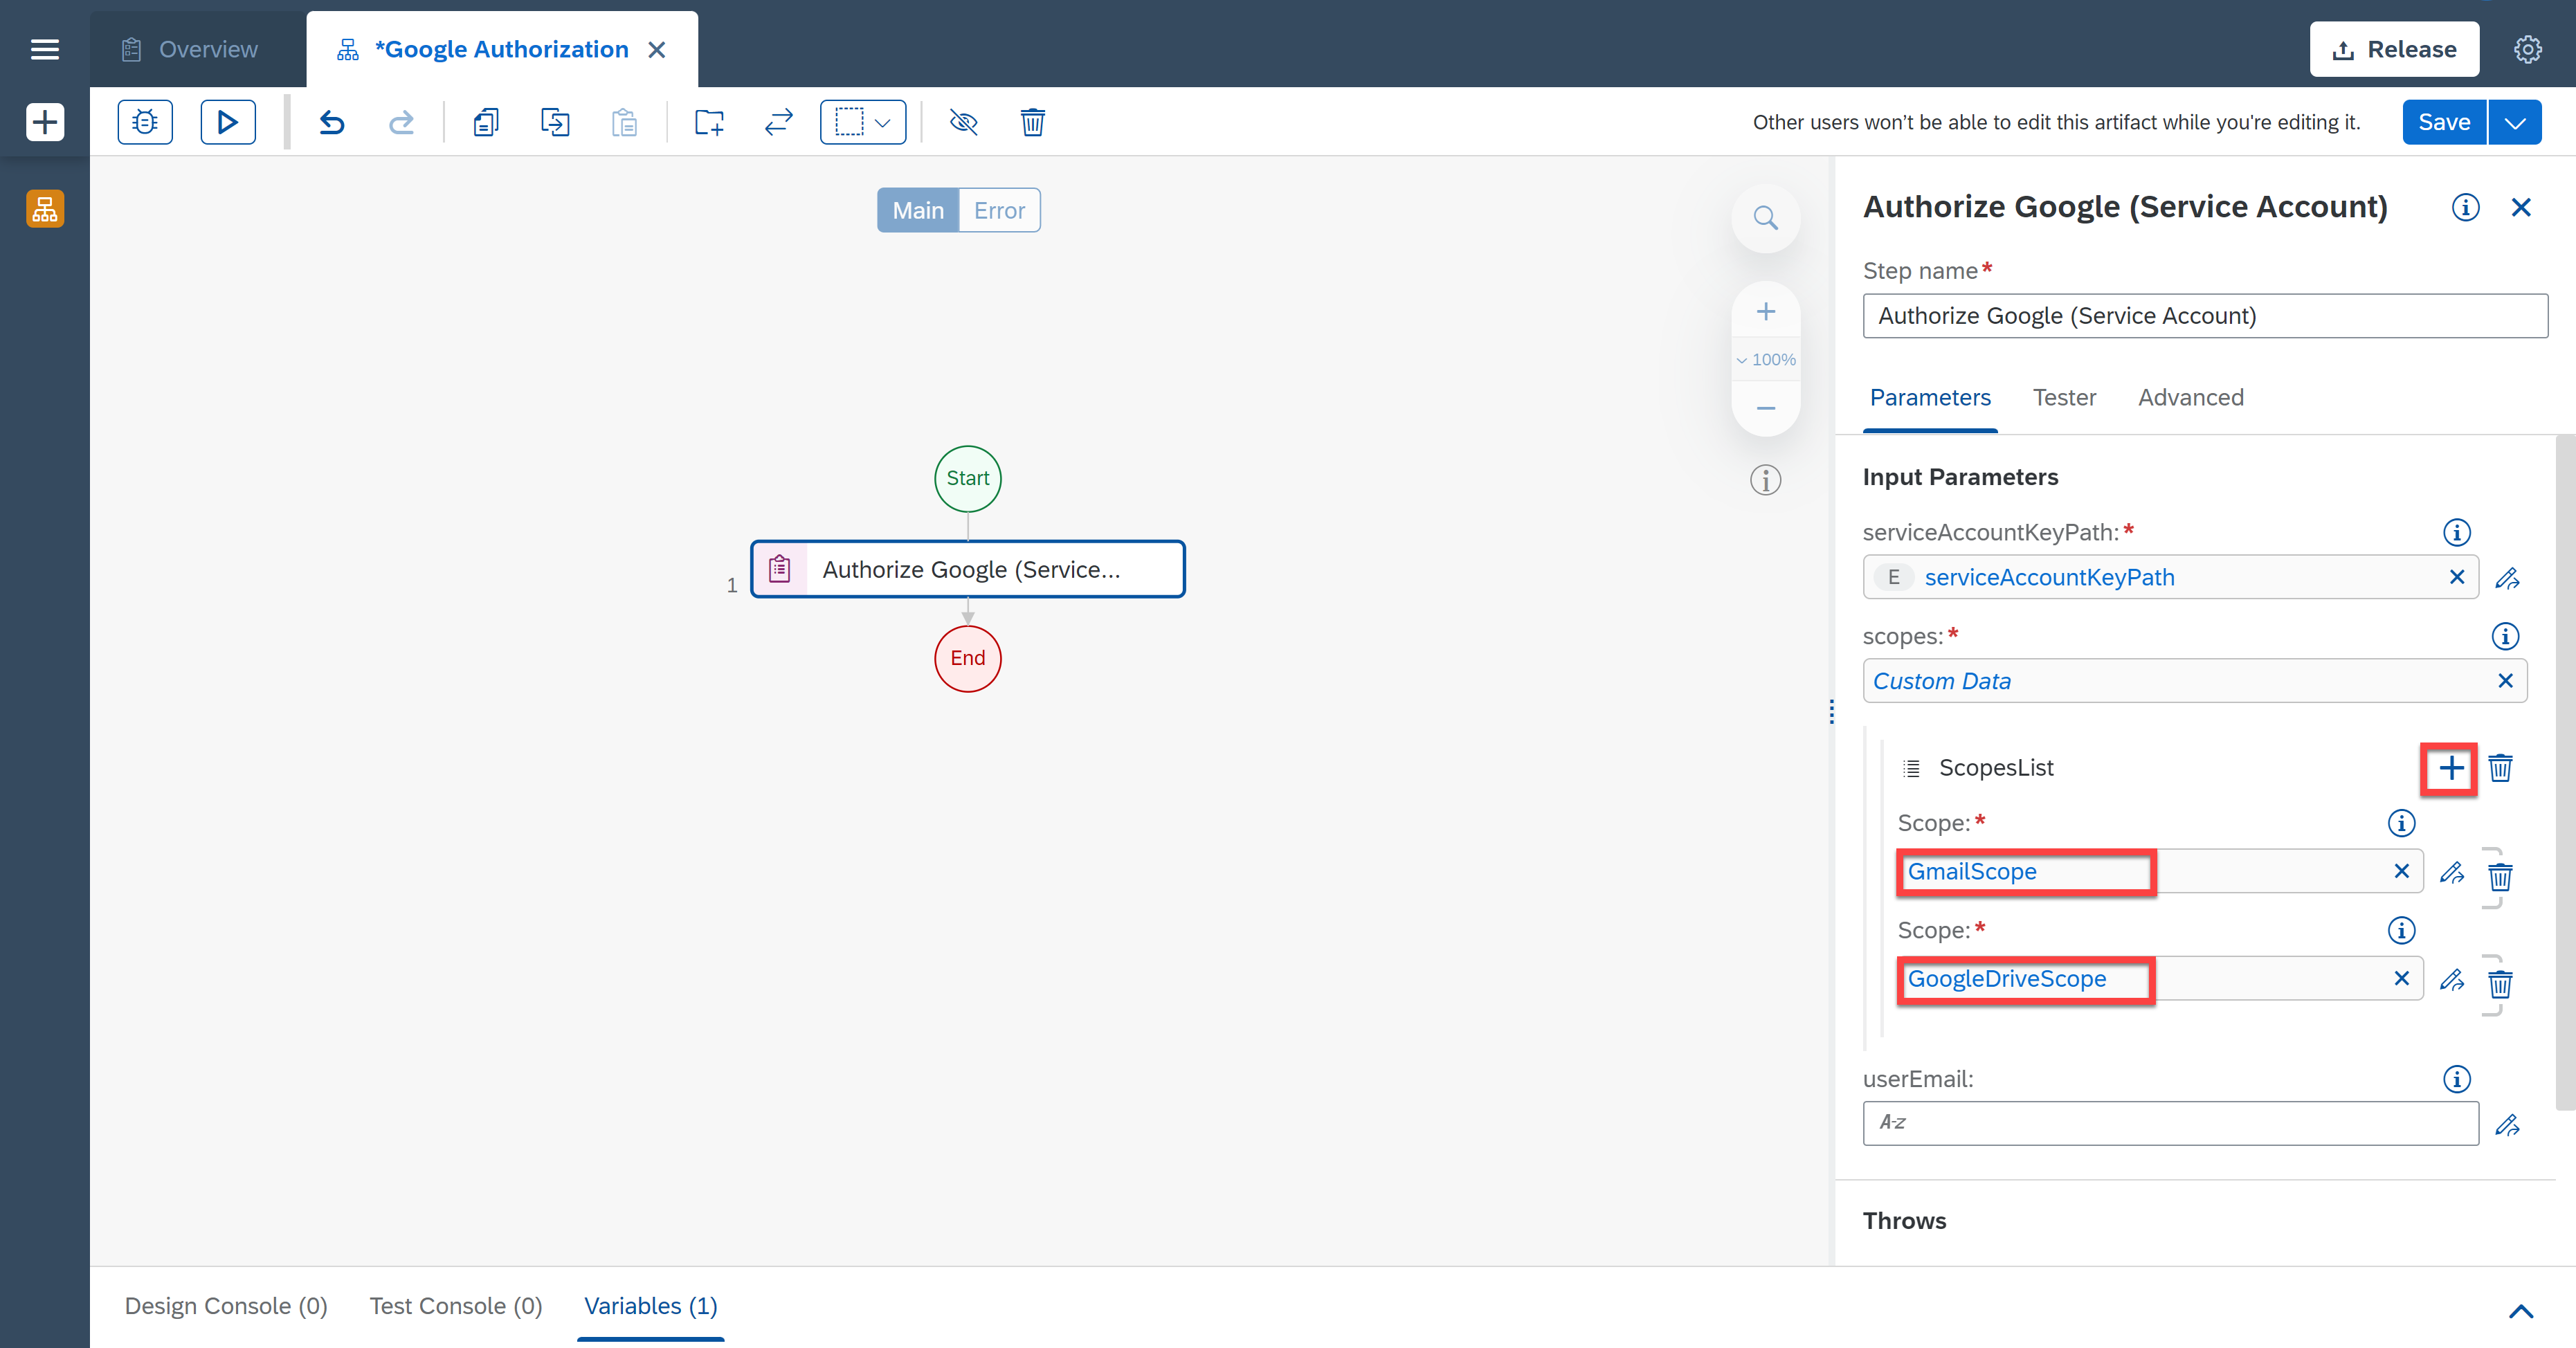 Overview
*Google Authorization
Release
Other users won't be able to edit this artifact while you're editing it.
Save
Main
Error
100%
Start
1
Authorize Google (Service...
End
Authorize Google (Service Account)
Step name*
Authorize Google (Service Account)
Parameters
Tester
Advanced
Input Parameters
serviceAccountKeyPath:*
E serviceAccountKeyPath
scopes:*
Custom Data
ScopesList
Scope:*
GmailScope
Scope:*
GoogleDriveScope
userEmail:
A-z
Throws
Design Console (0)
Test Console (0)
Variables (1)